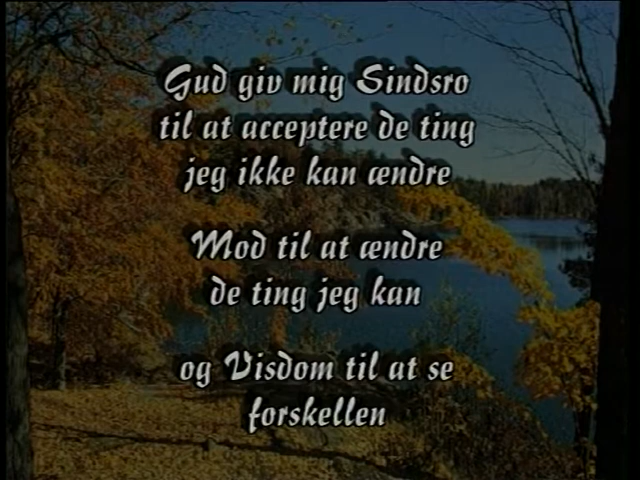 Gud giv mig Sindsro
til at acceptere de ting
jeg ikke kan ændre
Mod til at ændre
de ting jeg kan
og Visdom til at se
forskellen